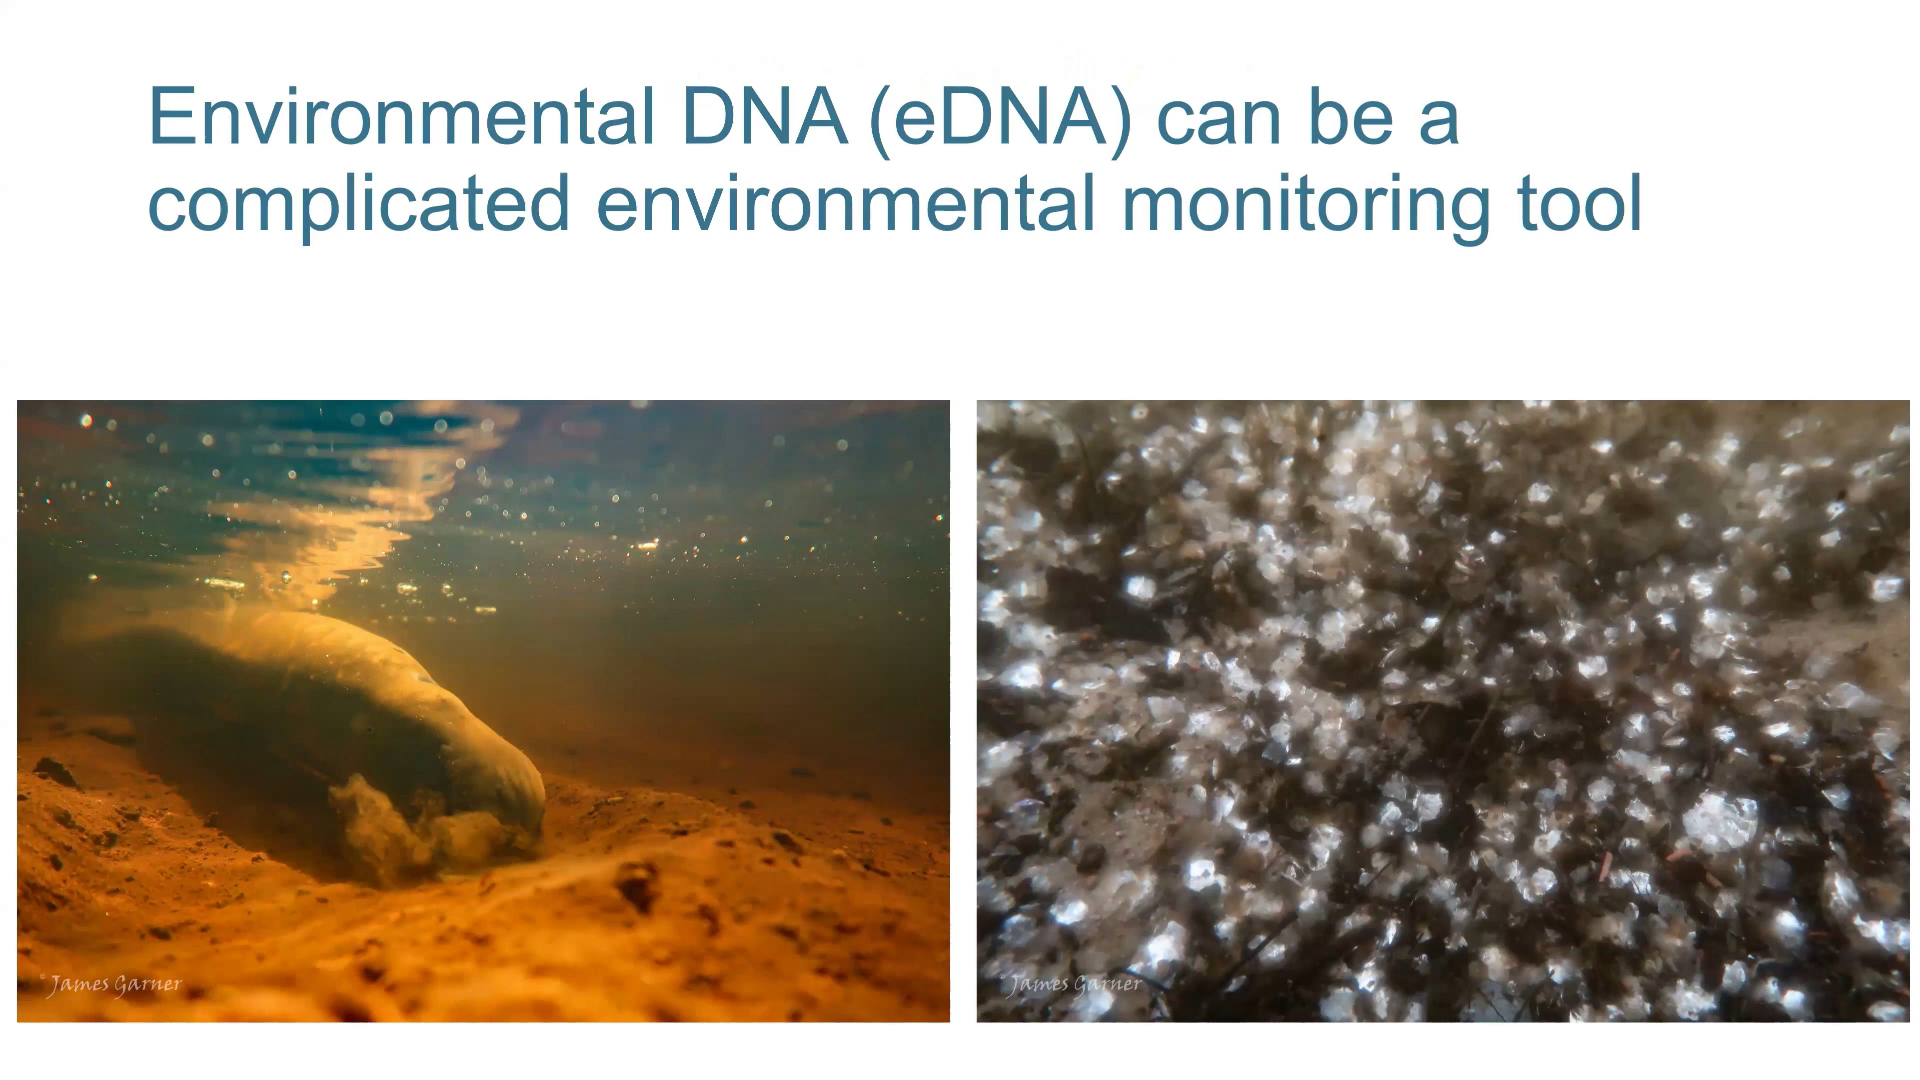 Environmental DNA (eDNA) can be a
complicated environmental monitoring tool
© James Garner
© James Garner